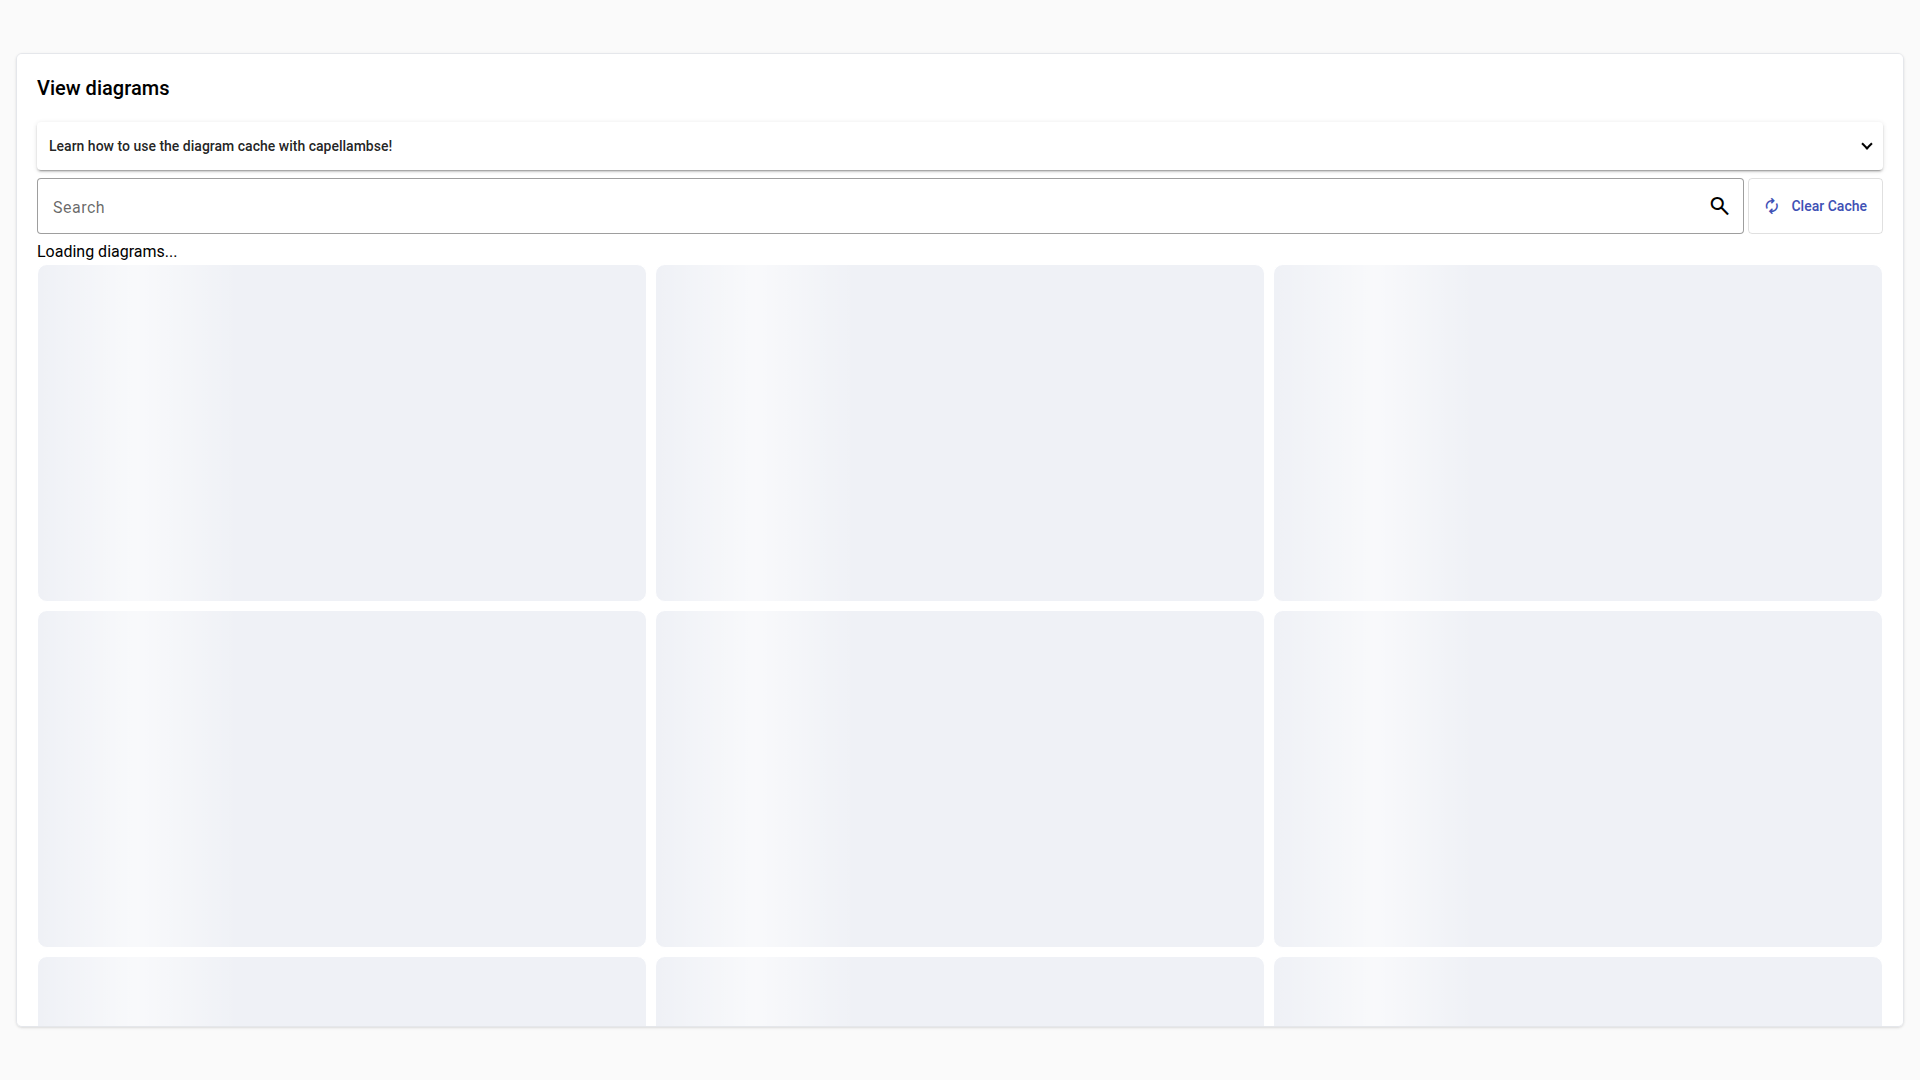 View diagrams
Learn how to use the diagram cache with capellambse!
Search
Clear Cache
Loading diagrams...